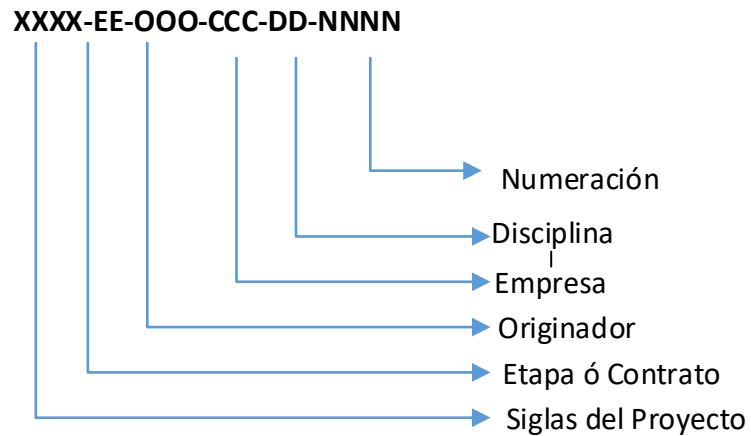 XXXX-EE-OOO-CCC-DD-NNNN
Numeración
Disciplina
Empresa
Originador
Etapa ó Contrato
Siglas del Proyecto